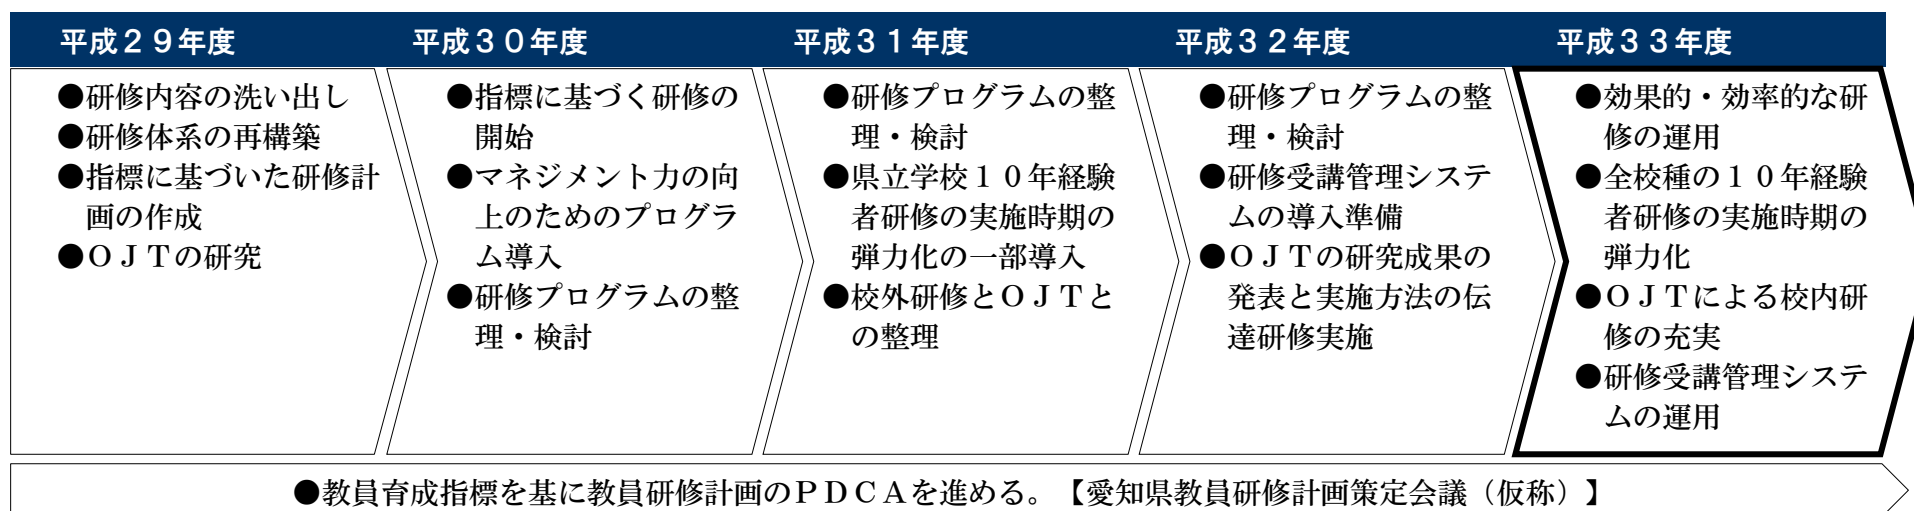 平成２９年度
平成３０年度
平成３１年度
平成３２年度
平成３３年度
●研修内容の洗い出し
●研修体系の再構築
●指標に基づいた研修計
画の作成
●ＯＪＴの研究
●指標に基づく研修の
開始
●マネジメント力の向
上のためのプログラ
ム導入
●研修プログラムの整
理・検討
●研修プログラムの整
理・検討
●県立学校１０年経験
者研修の実施時期の
弾力化の一部導入
●校外研修とＯＪＴと
の整理
●研修プログラムの整
理・検討
●研修受講管理システ
ムの導入準備
●ＯＪＴの研究成果の
発表と実施方法の伝
達研修実施
●効果的・効率的な研
修の運用
●全校種の１０年経験
者研修の実施時期の
弾力化
●ＯＪＴによる校内研
修の充実
●研修受講管理システ
ムの運用
●教員育成指標を基に教員研修計画のＰＤＣＡを進める。【愛知県教員研修計画策定会議（仮称）】